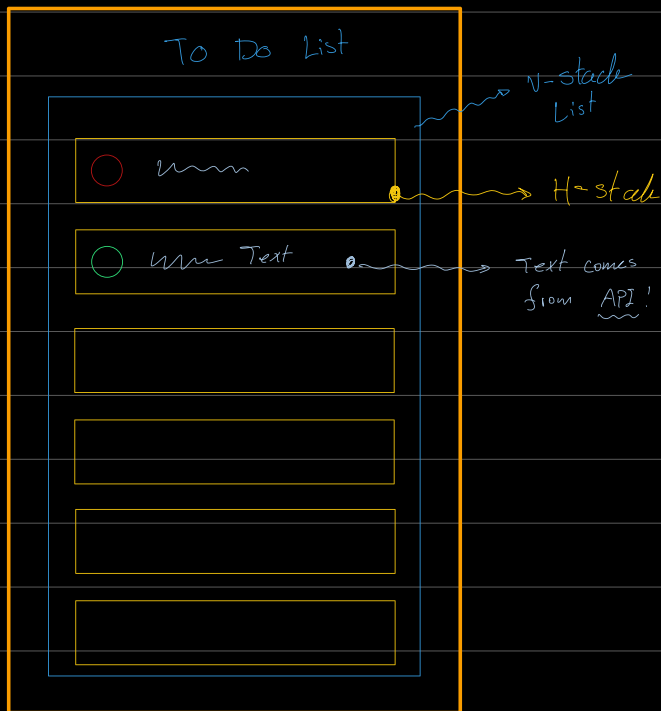 To Do List
V-stack
List
H-stack
Text
Text comes
from API!